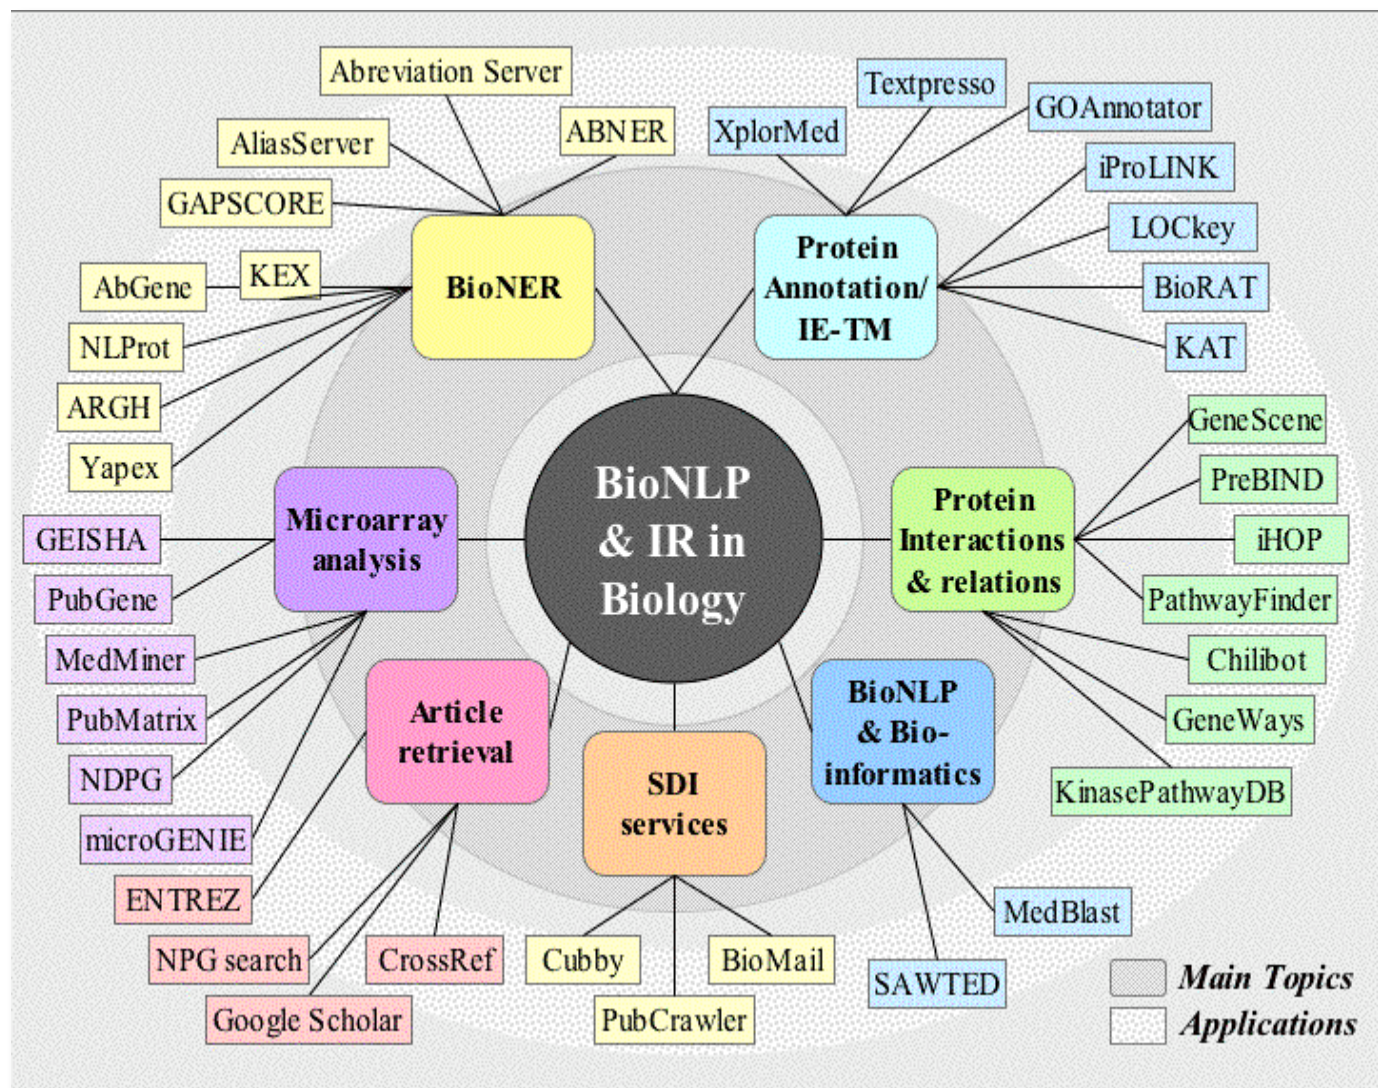 Abreviation Server
AliasServer
ABNER
GAPSCORE
KEX
AbGene
NLProt
ARGH
Yapex
BioNER
Textpresso
XplorMed
GOAnnotator
iProLINK
LOCkey
BioRAT
KAT
Protein
Annotation/
IE-TM
BioNLP
& IR in
Biology
Microarray
analysis
GEISHA
PubGene
MedMiner
PubMatrix
NDPG
microGENIE
Protein
Interactions
& relations
GeneScene
PreBIND
iHOP
PathwayFinder
Chilibot
GeneWays
KinasePathwayDB
Article
retrieval
ENTREZ
NPG search
CrossRef
Google Scholar
SDI
services
Cubby
BioMail
PubCrawler
BioNLP
& Bio-
informatics
MedBlast
SAWTED
Main Topics
Applications